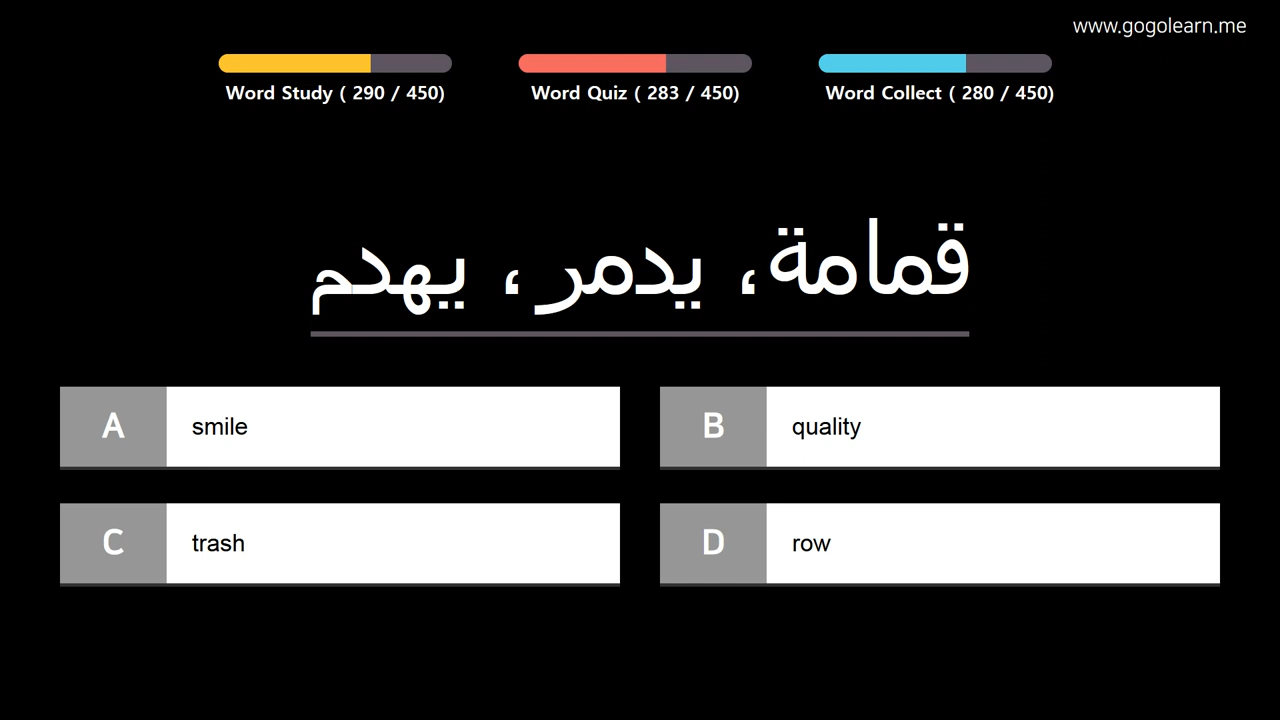 www.gogolearn.me
Word Study ( 290 / 450)
Word Quiz ( 283 / 450)
Word Collect ( 280 / 450)
قمامة، يدمر ، يهدم
A smile
B quality
C trash
D row